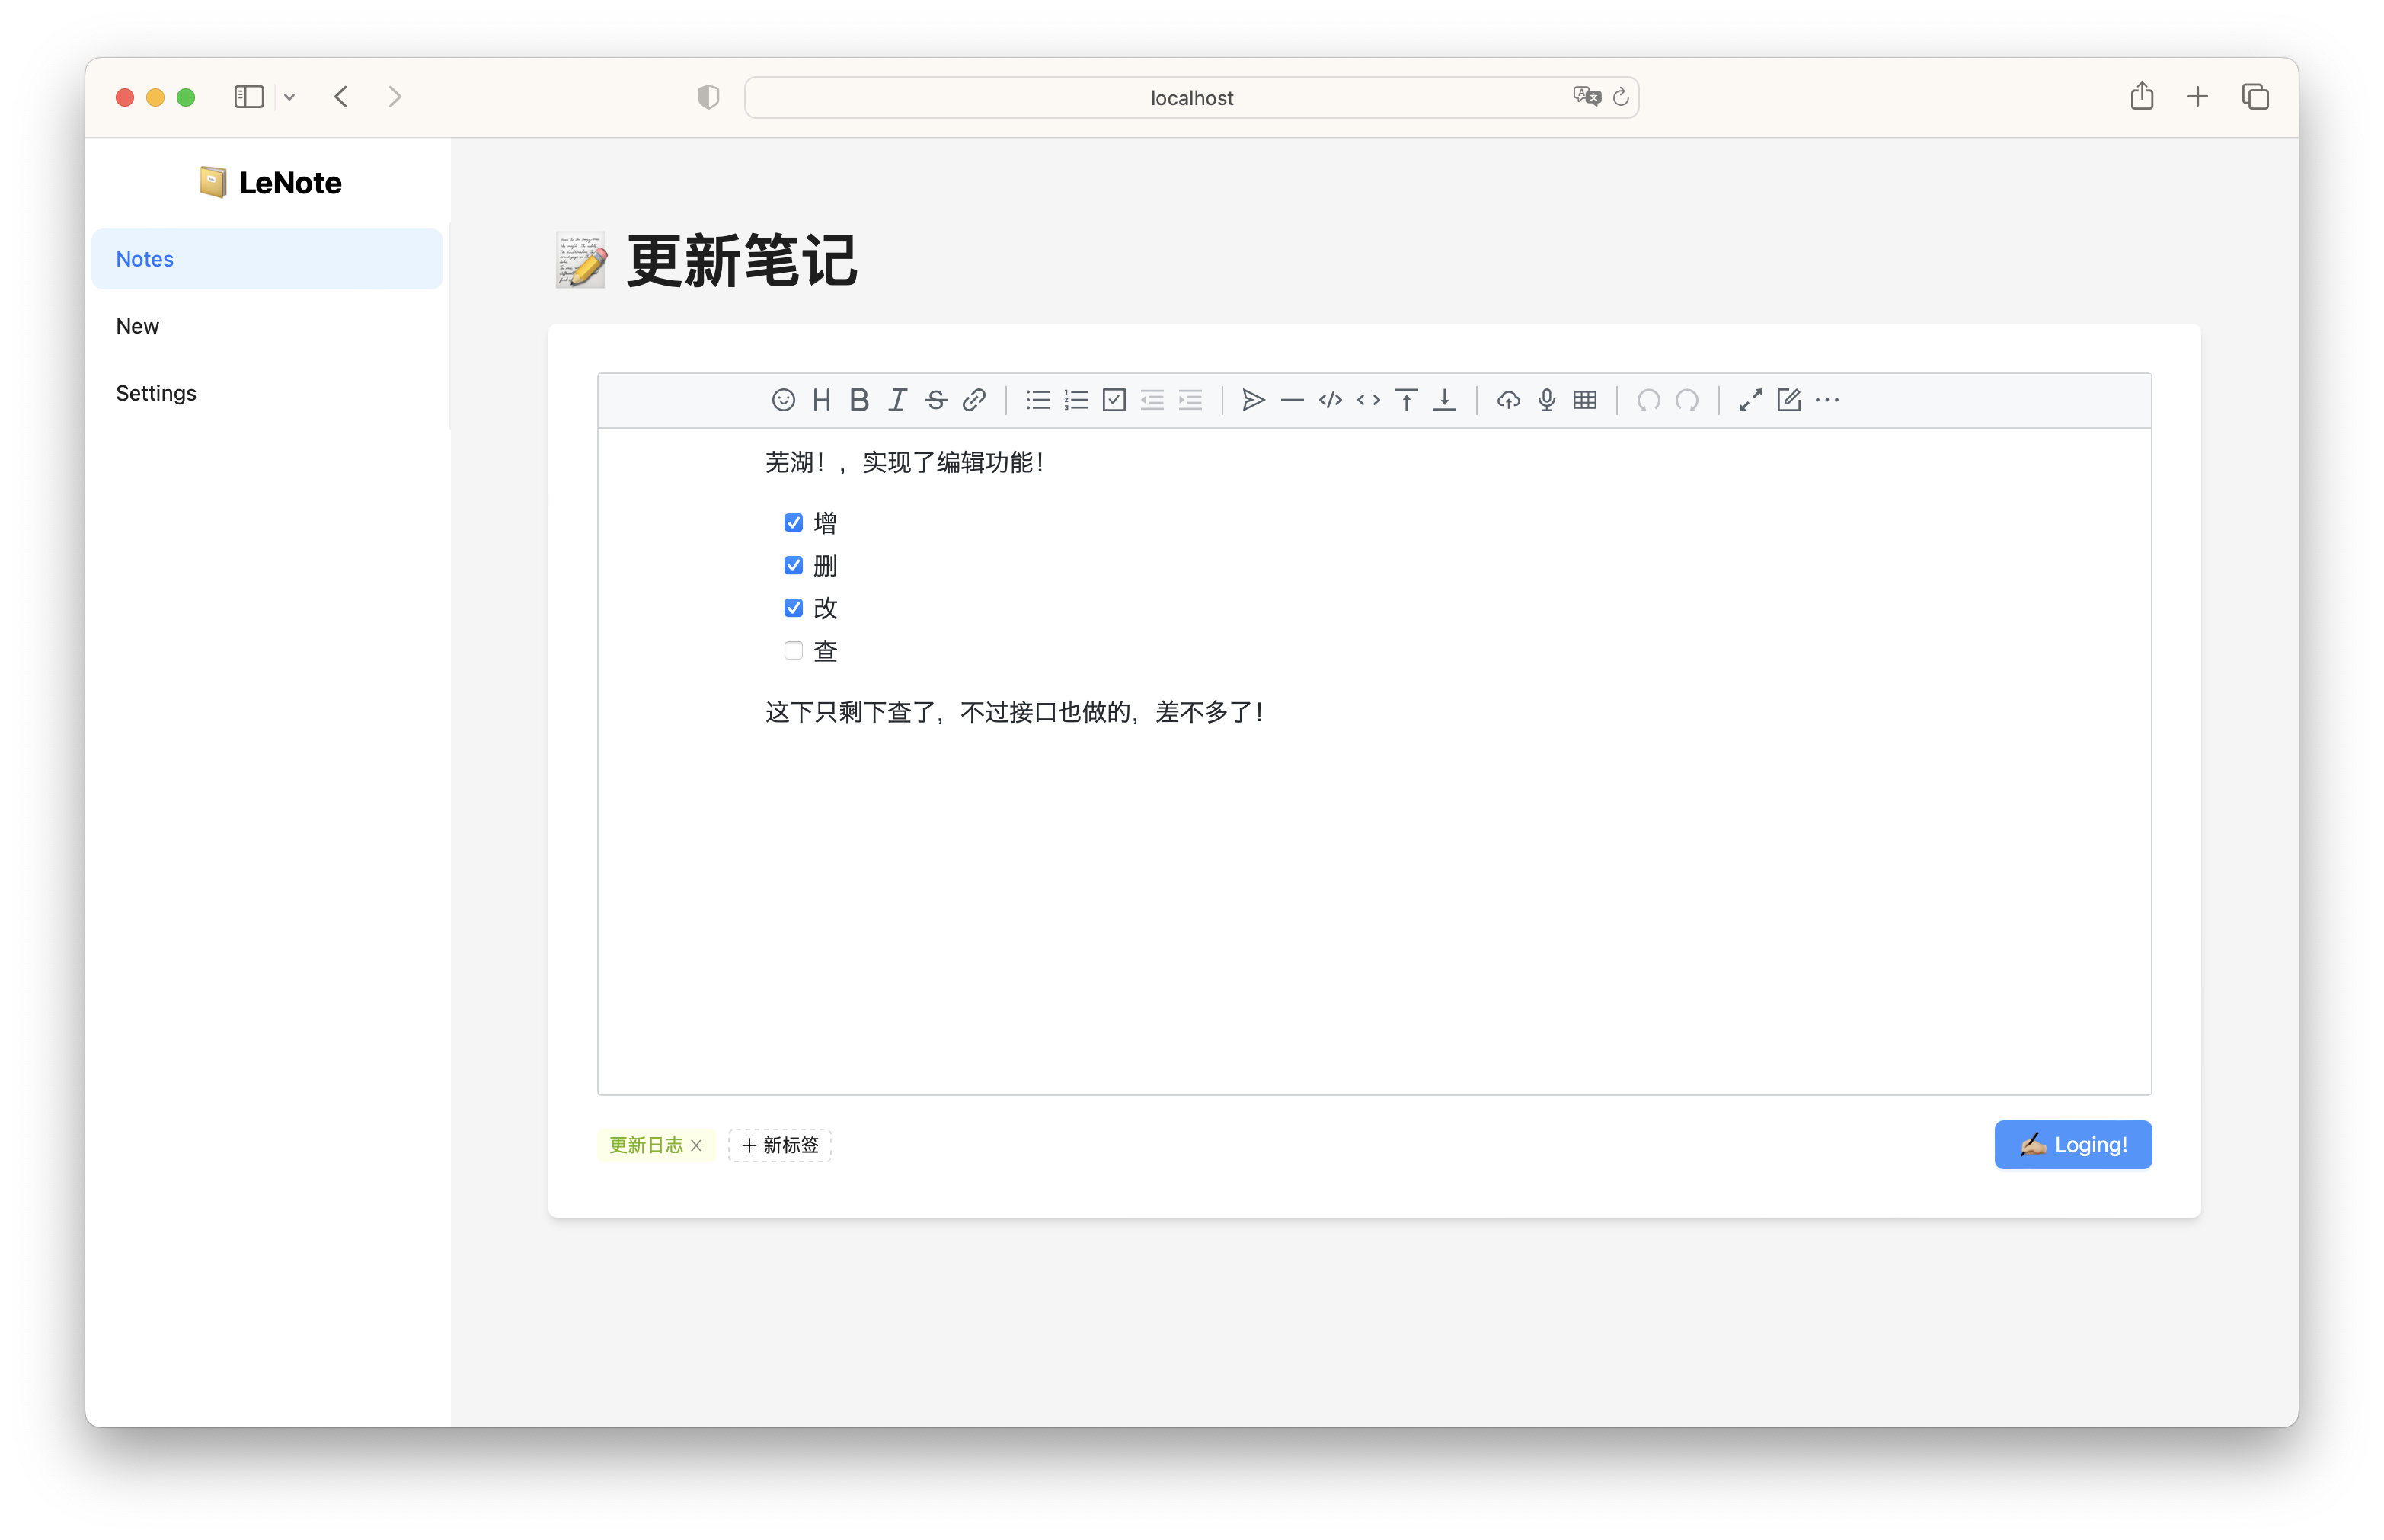 localhost
LeNote
Notes
New
Settings
更新笔记
芜湖！，实现了编辑功能！
增
删
改
查
这下只剩下查了，不过接口也做的，差不多了！
更新日志
新标签
Loging!